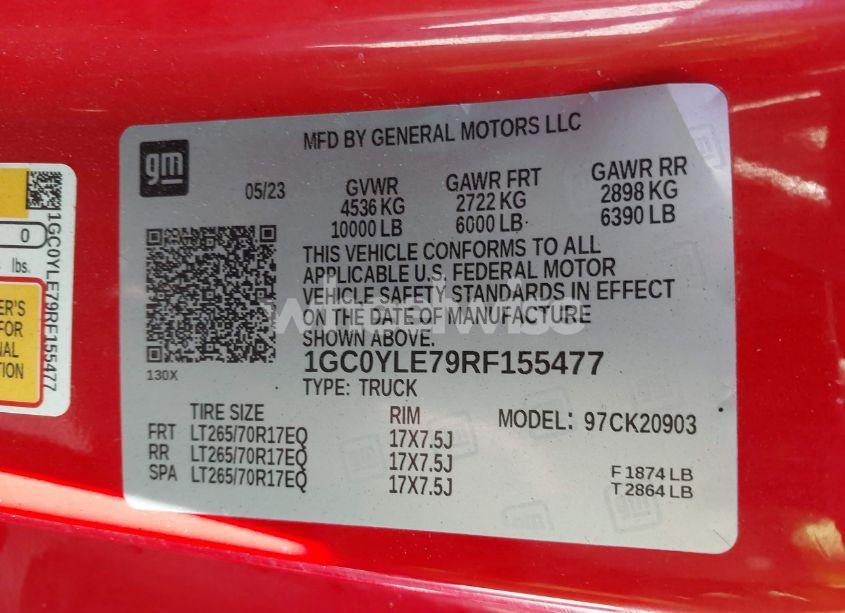 gm
MFD BY GENERAL MOTORS LLC
05/23
GVWR
4536 KG
10000 LB
GAWR FRT
2722 KG
6000 LB
GAWR RR
2898 KG
6390 LB
THIS VEHICLE CONFORMS TO ALL
APPLICABLE U.S. FEDERAL MOTOR
VEHICLE SAFETY STANDARDS IN EFFECT
ON THE DATE OF MANUFACTURE
SHOWN ABOVE.
1GC0YLE79RF155477
TYPE: TRUCK
130X
TIRE SIZE
RIM
MODEL: 97CK20903
FRT LT265/70R17EQ 17X7.5J
RR LT265/70R17EQ 17X7.5J
SPA LT265/70R17EQ 17X7.5J
F 1874 LB
T 2864 LB
0
lbs.
1GC0YLE79RF155477
ER'S
FOR
NAL
TION